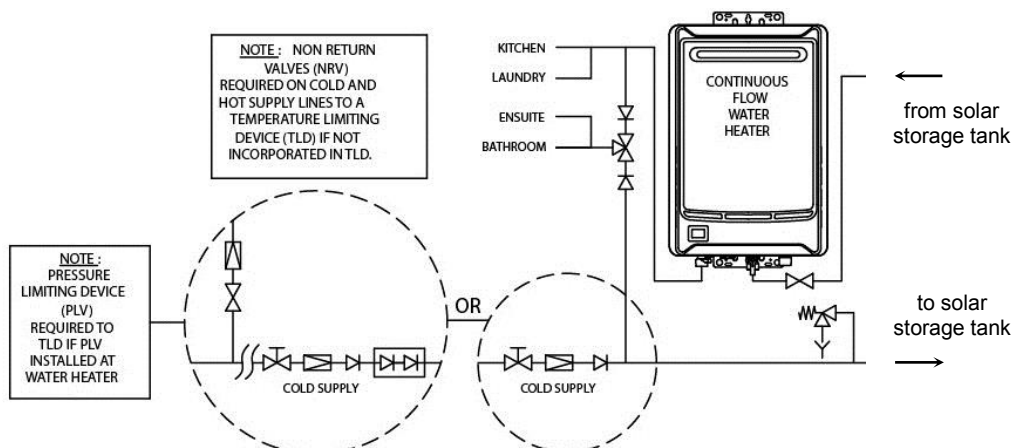 NOTE : NON RETURN
VALVES (NRV)
REQUIRED ON COLD AND
HOT SUPPLY LINES TO A
TEMPERATURE LIMITING
DEVICE (TLD) IF NOT
INCORPORATED IN TLD.
KITCHEN
LAUNDRY
ENSUITE
BATHROOM
CONTINUOUS
FLOW
WATER
HEATER
from solar
storage tank
NOTE :
PRESSURE
LIMITING DEVICE
(PLV)
REQUIRED TO
TLD IF PLV
INSTALLED AT
WATER HEATER
OR
to solar
storage tank
COLD SUPPLY
COLD SUPPLY